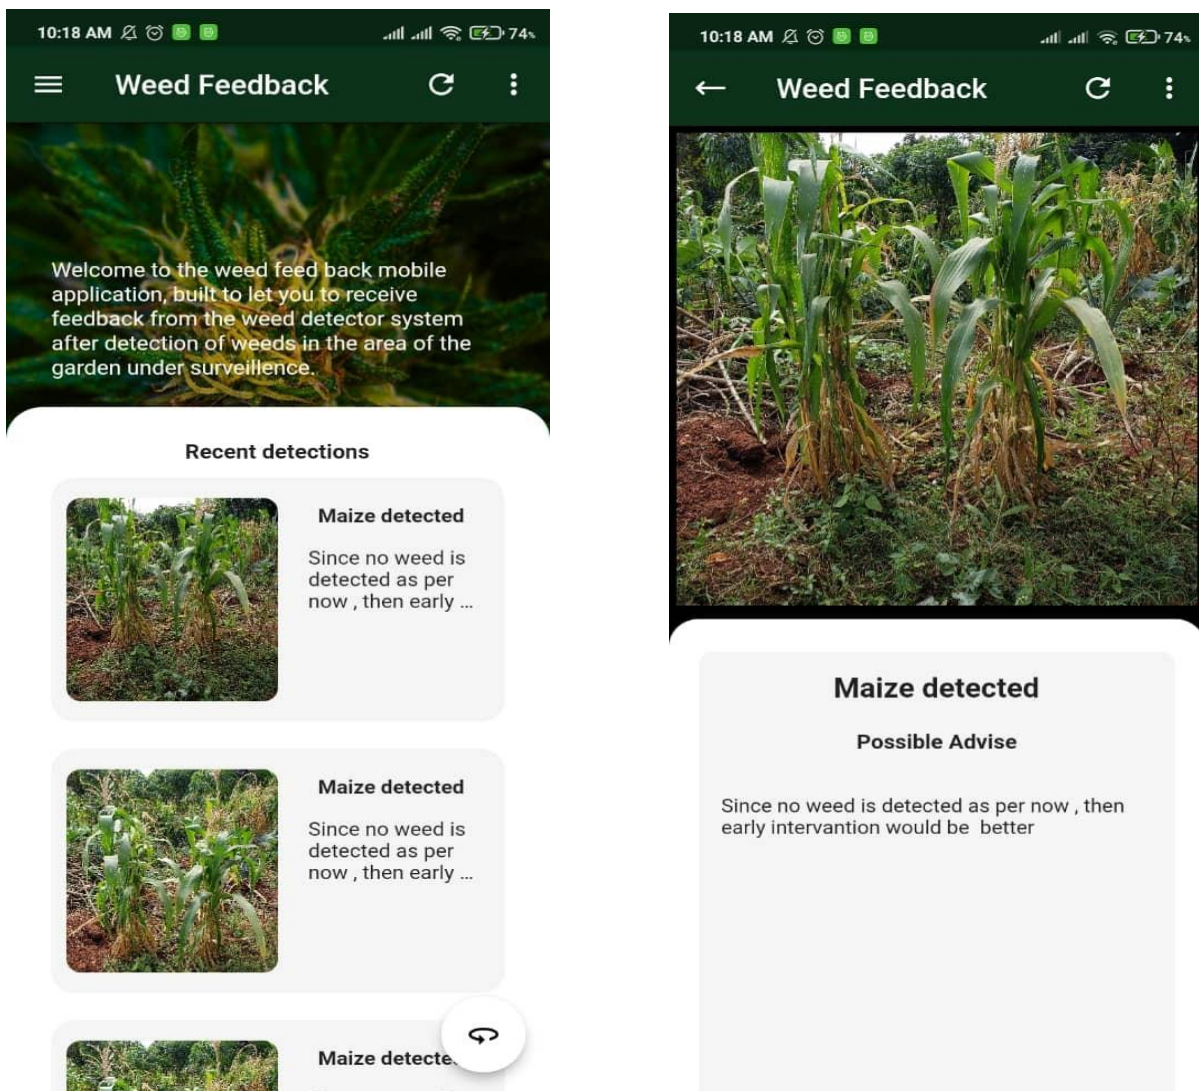 10:18 AM 74%
Weed Feedback
Welcome to the weed feed back mobile
application, built to let you to receive
feedback from the weed detector system
after detection of weeds in the area of the
garden under surveillence.
Recent detections
Maize detected
Since no weed is
detected as per
now , then early ...
Maize detected
Since no weed is
detected as per
now , then early ...
Maize detecte
10:18 AM 74%
Weed Feedback
Maize detected
Possible Advise
Since no weed is detected as per now , then
early intervantion would be better